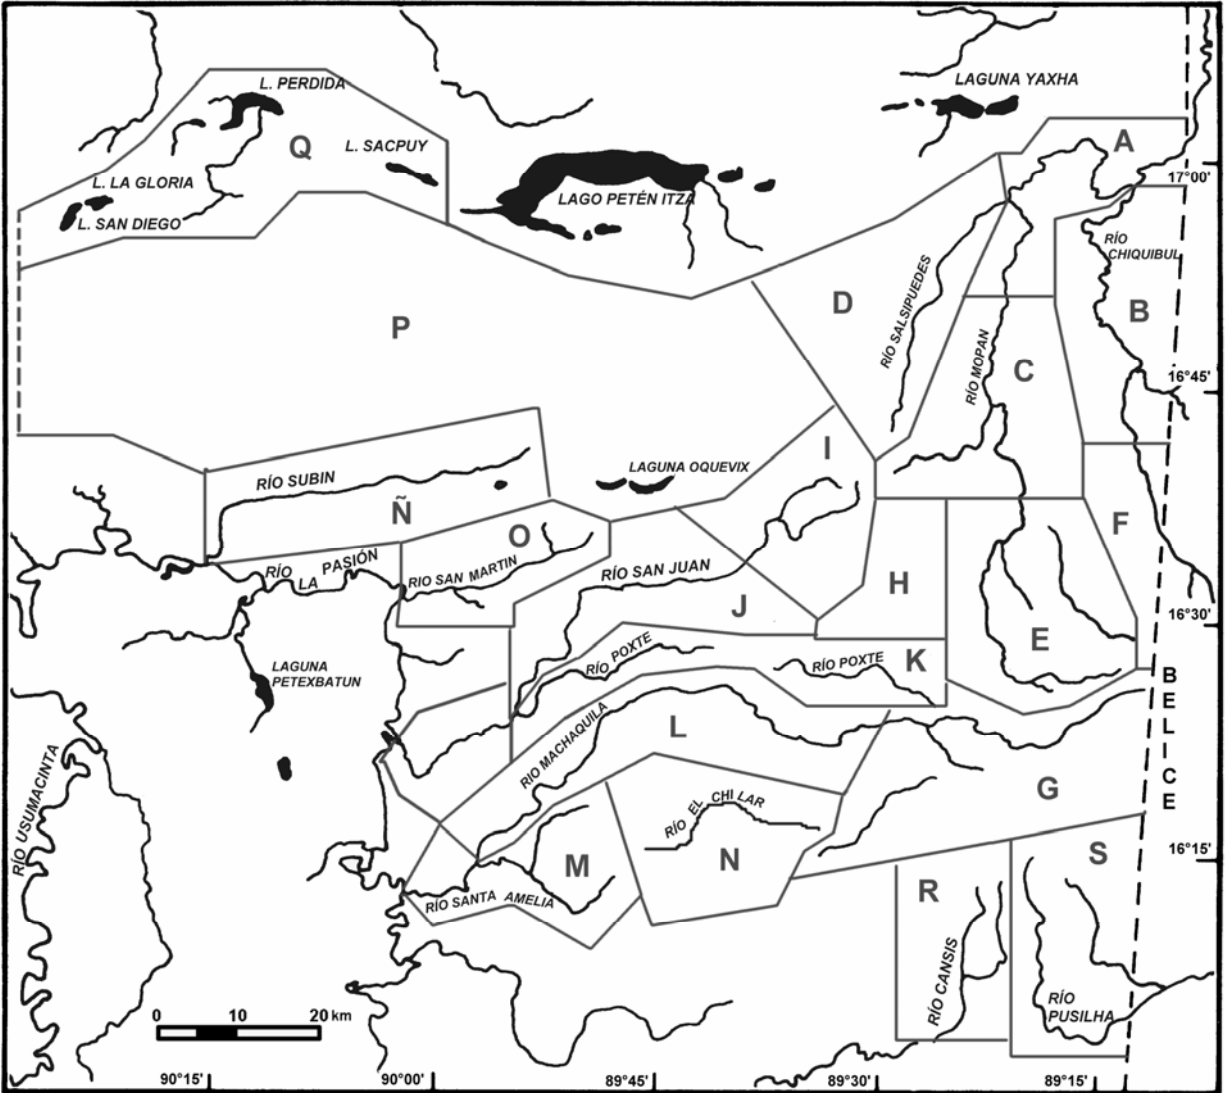 L. PERDIDA
LAGUNA YAXHA
Q
L. SACPUY
A
17°00'
L. LA GLORIA
LAGO PETÉN ITZA
L. SAN DIEGO
RÍO
CHIQUIBUL
RÍO SALSIPUEDES
D
B
P
RÍO MOPAN
C
16°45'
I
LAGUNA OQUEVIX
RÍO SUBIN
Ñ
O
F
RÍO
LA
PASIÓN
RIO SAN MARTIN
RÍO SAN JUAN
H
J
16°30'
E
RÍO POXTE
RÍO POXTE
K
LAGUNA
PETEXBATUN
BELICE
L
RIO MACHAQUILA
RÍO USUMACINTA
G
RÍO EL CHILAR
M
N
S
16°15'
R
RÍO SANTA AMELIA
RÍO CANSIS
RÍO
PUSILHA
0 10 20 km
90°15' 90°00' 89°45' 89°30' 89°15'